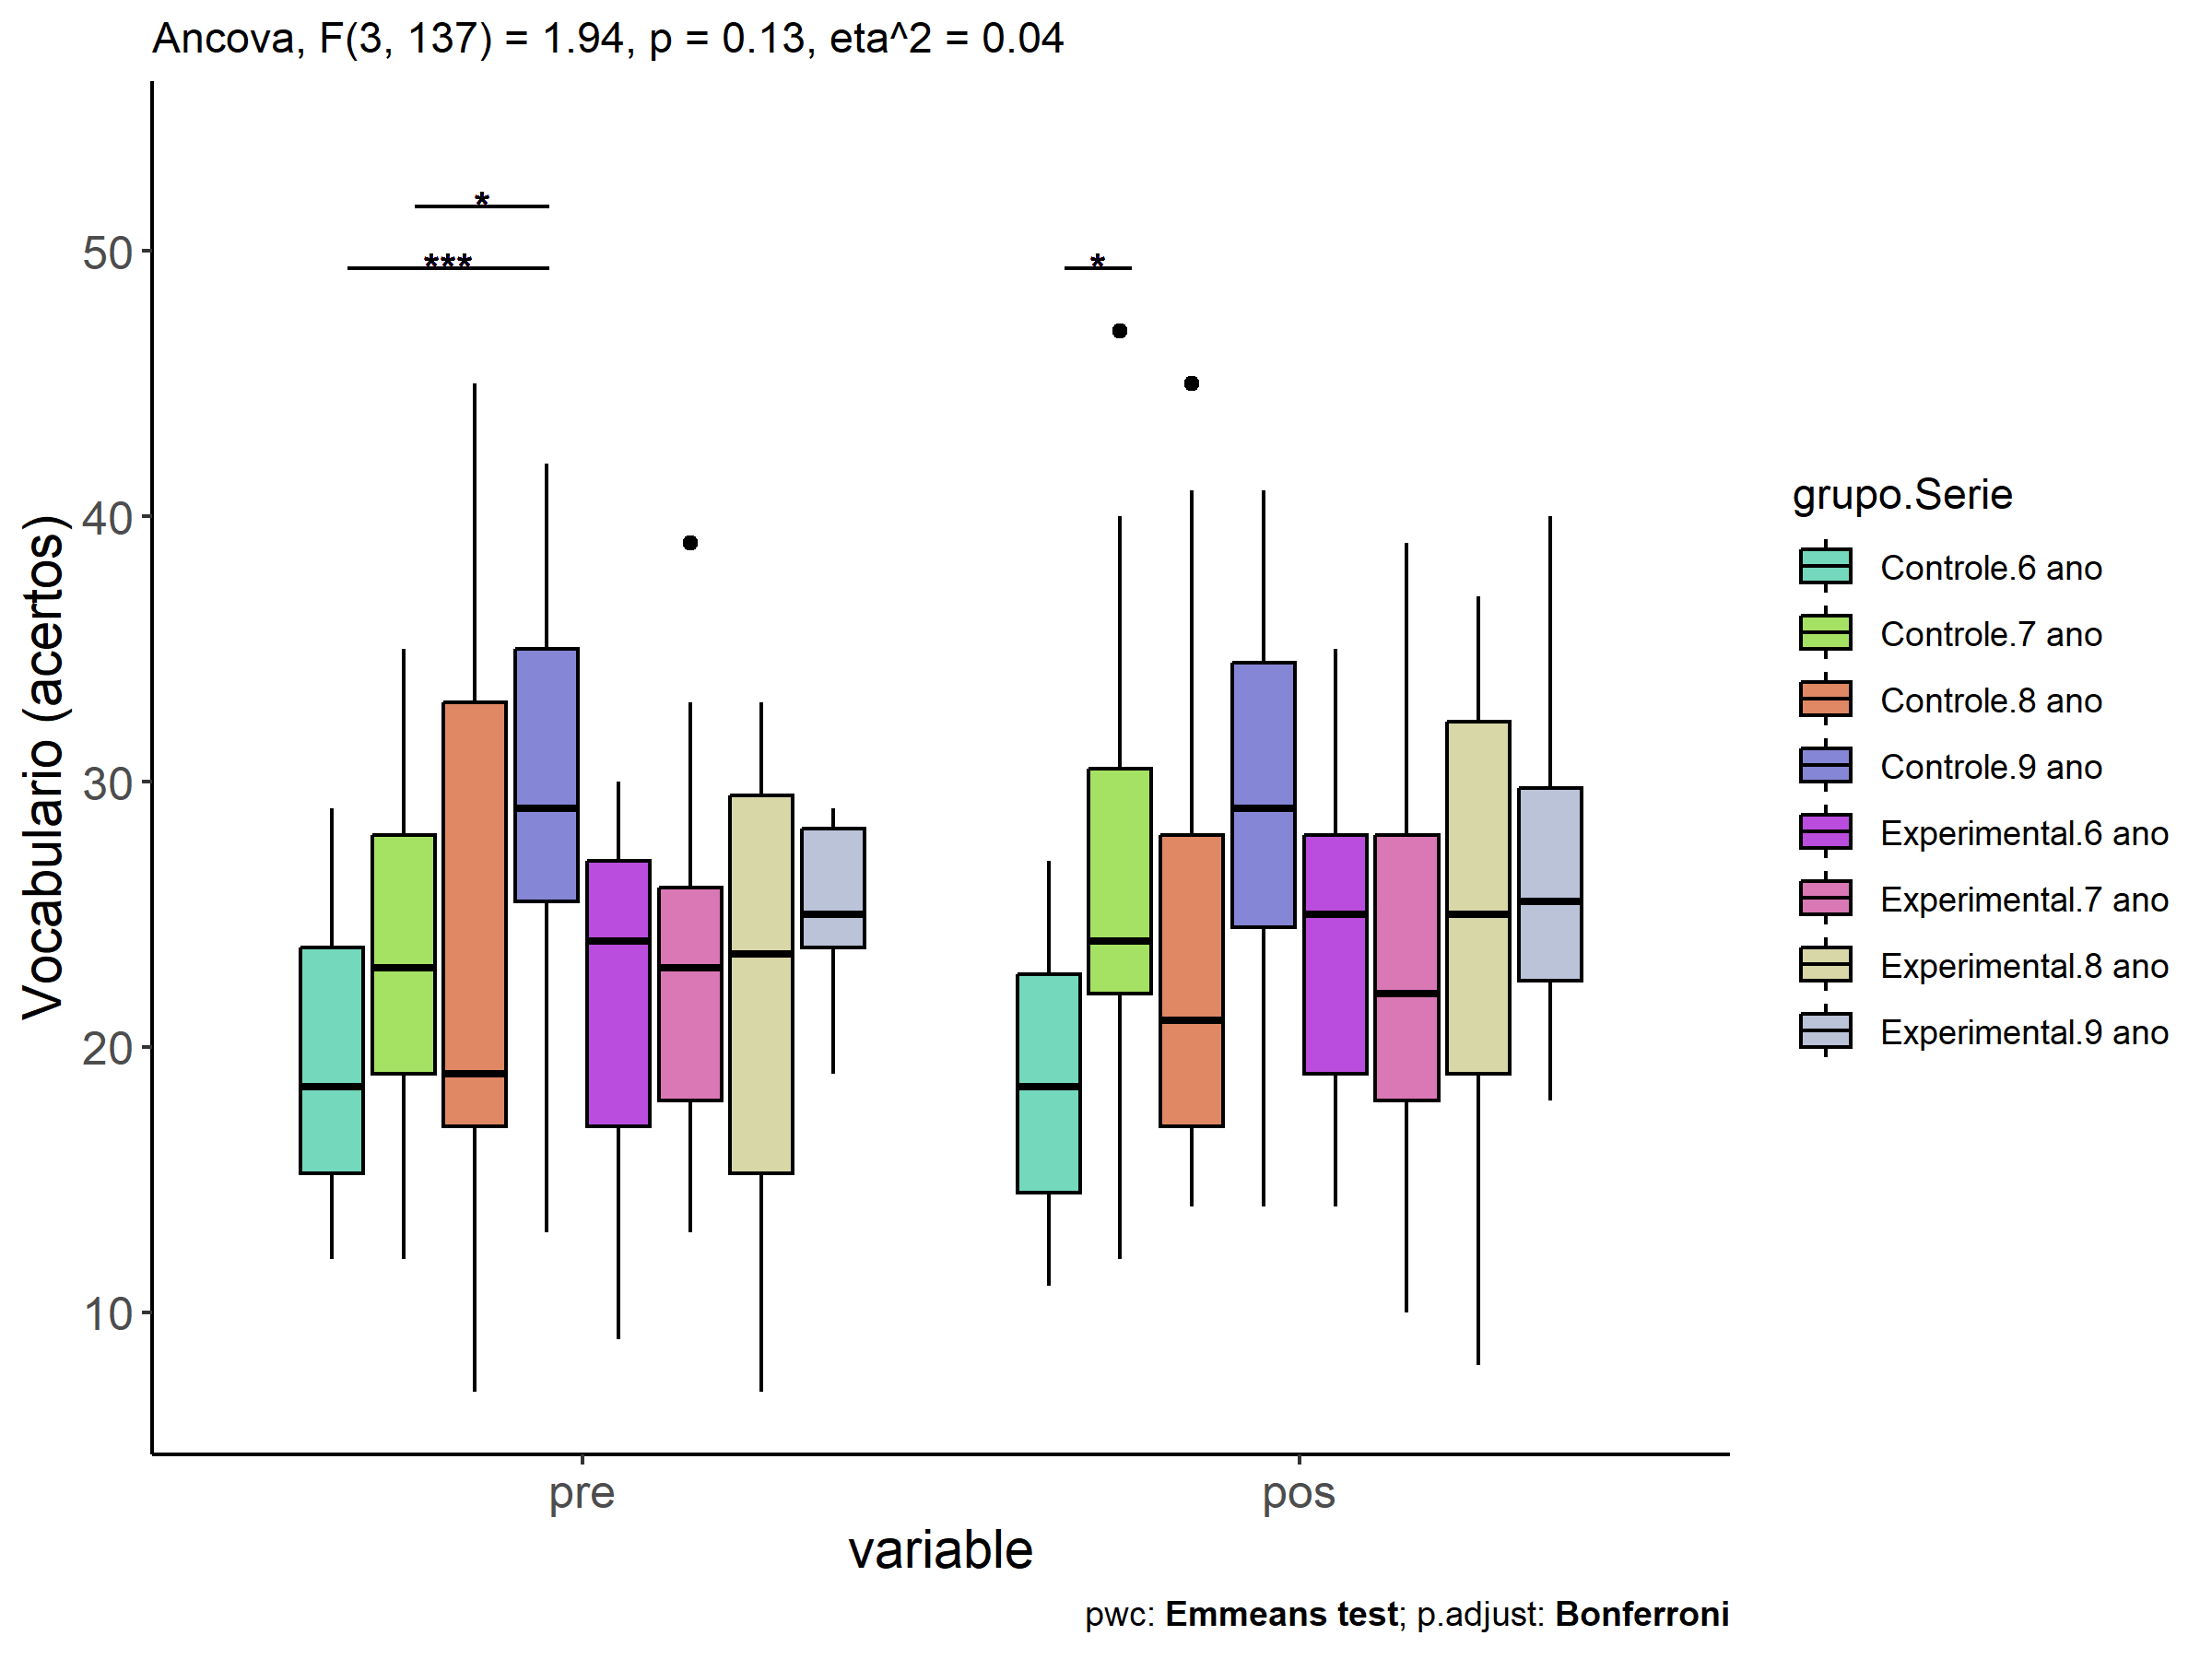 Ancova, F(3, 137) = 1.94, p = 0.13, eta^2 = 0.04
Vocabulario (acertos)
50
40
30
20
10
*
***
*
pre
pos
variable
grupo.Serie
Controle.6 ano
Controle.7 ano
Controle.8 ano
Controle.9 ano
Experimental.6 ano
Experimental.7 ano
Experimental.8 ano
Experimental.9 ano
pwc: Emmeans test; p.adjust: Bonferroni